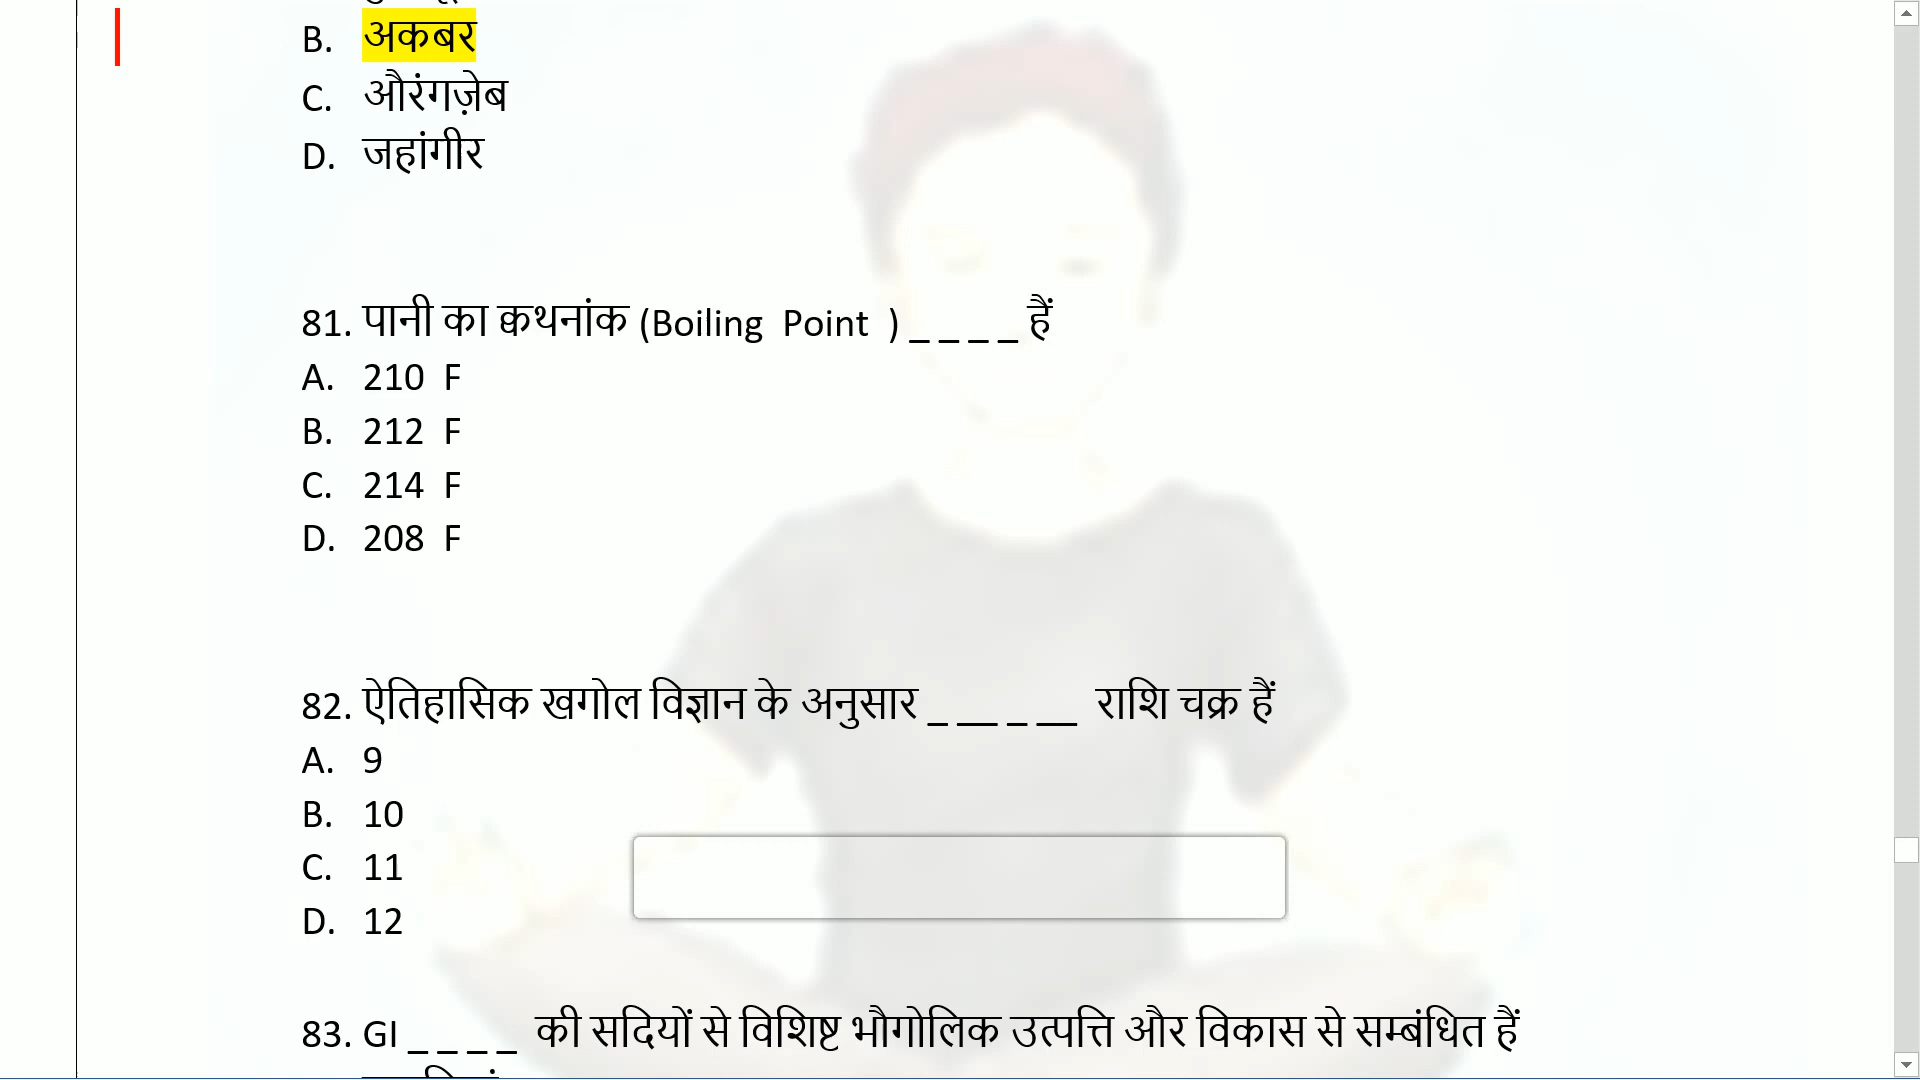 B. अकबर
C. औरंगज़ेब
D. जहांगीर
81. पानी का क्वथनांक (Boiling Point ) _ _ _ _ हैं
A. 210 F
B. 212 F
C. 214 F
D. 208 F
82. ऐतिहासिक खगोल विज्ञान के अनुसार _ __ _ __ राशि चक्र हैं
A. 9
B. 10
C. 11
D. 12
83. GI _ _ _ _ की सदियों से विशिष्ट भौगोलिक उत्पत्ति और विकास से सम्बंधित हैं